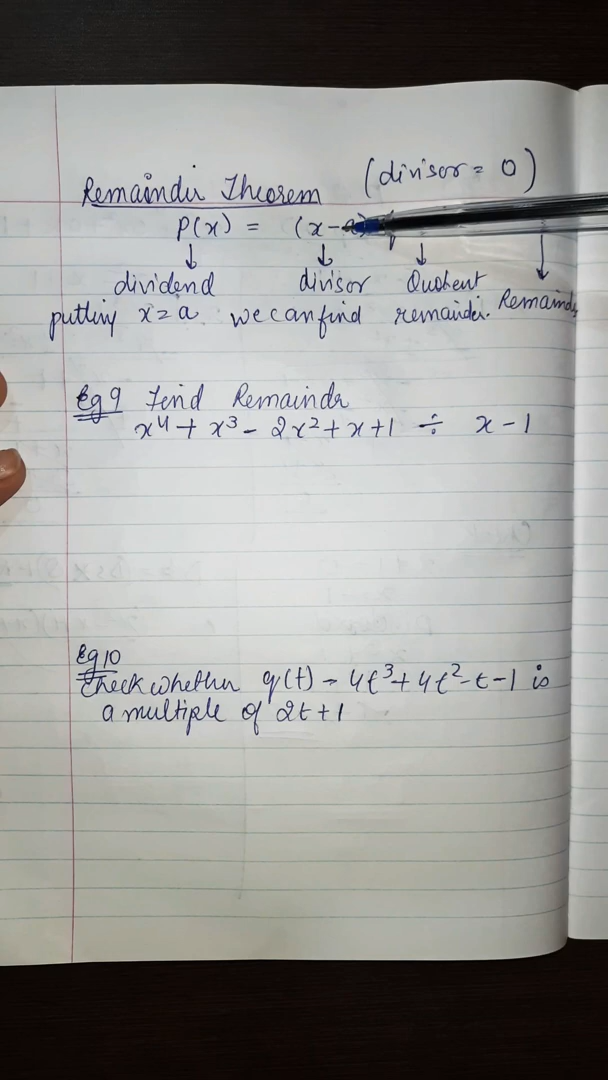 Remainder Theorem (divisor = 0)
P(x) = (x-a)
dividend divisor Quotient Remainder
putting x=a we can find remainder.
Eg 9 Find Remaindr
x⁴ + x³ - 2x² + x + 1 ÷ x - 1
Eg 10
Check whether q(t) = 4t³ + 4t² - t - 1 is
a multiple of 2t + 1